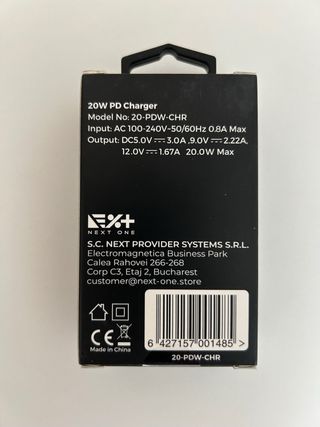 20W PD Charger
Model No: 20-PDW-CHR
Input: AC 100-240V~50/60Hz 0.8A Max
Output: DC5.0V ⎓ 3.0A ,9.0V ⎓ 2.22A,
12.0V ⎓ 1.67A 20.0W Max
NEXT
NEXT ONE
S.C. NEXT PROVIDER SYSTEMS S.R.L.
Electromagnetica Business Park
Calea Rahovei 266-268
Corp C3, Etaj 2, Bucharest
customer@next-one.store
CE
Made in China
6 427157 001485 >
20-PDW-CHR